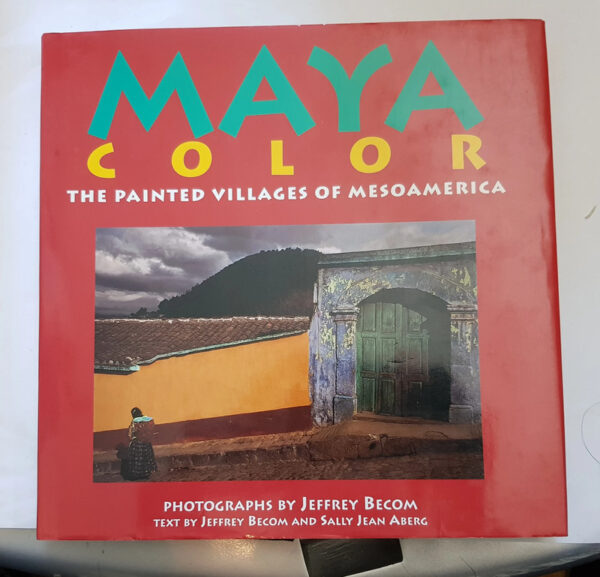 MAYA
COLOR
THE PAINTED VILLAGES OF MESOAMERICA
PHOTOGRAPHS BY JEFFREY BECOM
TEXT BY JEFFREY BECOM AND SALLY JEAN ABERG